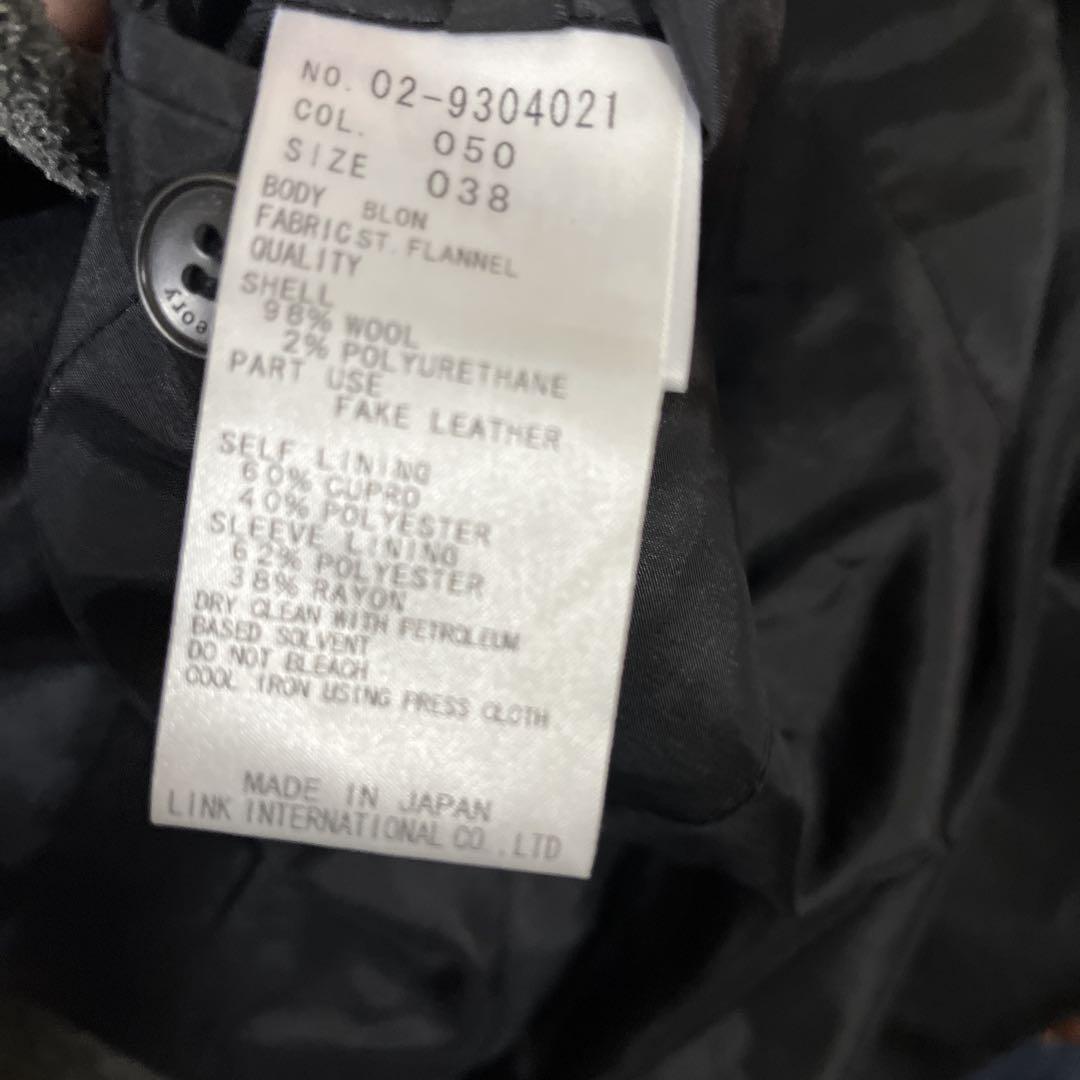 NO. 02-9304021
COL. 050
SIZE 038
BODY BLON
FABRIC ST. FLANNEL
QUALITY
SHELL
98% WOOL
2% POLYURETHANE
PART USE
FAKE LEATHER
SELF LINING
60% CUPRO
40% POLYESTER
SLEEVE LINING
62% POLYESTER
38% RAYON
DRY CLEAN WITH PETROLEUM
BASED SOLVENT
DO NOT BLEACH
COOL IRON USING PRESS CLOTH
MADE IN JAPAN
LINK INTERNATIONAL CO.,LTD
eory